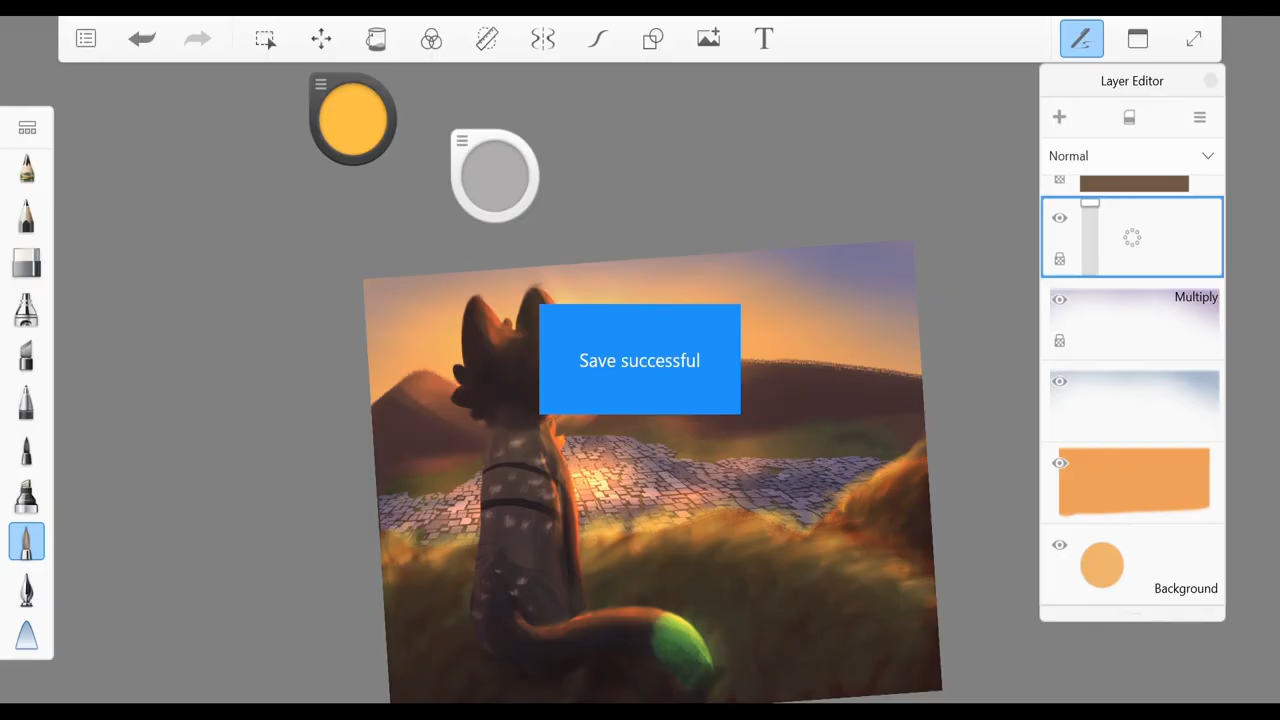 T
Layer Editor
Normal
Multiply
Save successful
Background